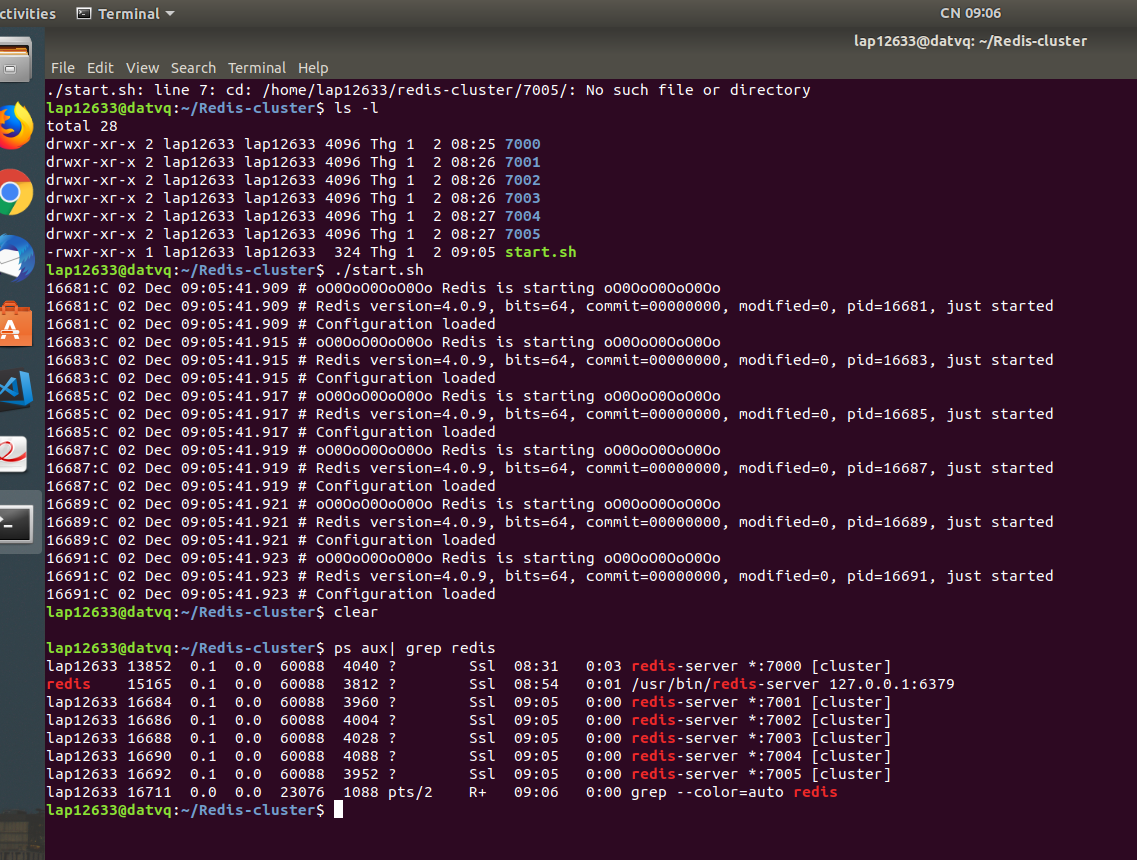 ctivities
Terminal
CN 09:06
lap12633@datvq: ~/Redis-cluster
File Edit View Search Terminal Help
./start.sh: line 7: cd: /home/lap12633/redis-cluster/7005/: No such file or directory
lap12633@datvq:~/Redis-cluster$ ls -l
total 28
drwxr-xr-x 2 lap12633 lap12633 4096 Thg 1  2 08:25 7000
drwxr-xr-x 2 lap12633 lap12633 4096 Thg 1  2 08:26 7001
drwxr-xr-x 2 lap12633 lap12633 4096 Thg 1  2 08:26 7002
drwxr-xr-x 2 lap12633 lap12633 4096 Thg 1  2 08:26 7003
drwxr-xr-x 2 lap12633 lap12633 4096 Thg 1  2 08:27 7004
drwxr-xr-x 2 lap12633 lap12633 4096 Thg 1  2 08:27 7005
-rwxr-xr-x 1 lap12633 lap12633  324 Thg 1  2 09:05 start.sh
lap12633@datvq:~/Redis-cluster$ ./start.sh
16681:C 02 Dec 09:05:41.909 # oO0OoO0OoO0Oo Redis is starting oO0OoO0OoO0Oo
16681:C 02 Dec 09:05:41.909 # Redis version=4.0.9, bits=64, commit=00000000, modified=0, pid=16681, just started
16681:C 02 Dec 09:05:41.909 # Configuration loaded
16683:C 02 Dec 09:05:41.915 # oO0OoO0OoO0Oo Redis is starting oO0OoO0OoO0Oo
16683:C 02 Dec 09:05:41.915 # Redis version=4.0.9, bits=64, commit=00000000, modified=0, pid=16683, just started
16683:C 02 Dec 09:05:41.915 # Configuration loaded
16685:C 02 Dec 09:05:41.917 # oO0OoO0OoO0Oo Redis is starting oO0OoO0OoO0Oo
16685:C 02 Dec 09:05:41.917 # Redis version=4.0.9, bits=64, commit=00000000, modified=0, pid=16685, just started
16685:C 02 Dec 09:05:41.917 # Configuration loaded
16687:C 02 Dec 09:05:41.919 # oO0OoO0OoO0Oo Redis is starting oO0OoO0OoO0Oo
16687:C 02 Dec 09:05:41.919 # Redis version=4.0.9, bits=64, commit=00000000, modified=0, pid=16687, just started
16687:C 02 Dec 09:05:41.919 # Configuration loaded
16689:C 02 Dec 09:05:41.921 # oO0OoO0OoO0Oo Redis is starting oO0OoO0OoO0Oo
16689:C 02 Dec 09:05:41.921 # Redis version=4.0.9, bits=64, commit=00000000, modified=0, pid=16689, just started
16689:C 02 Dec 09:05:41.921 # Configuration loaded
16691:C 02 Dec 09:05:41.923 # oO0OoO0OoO0Oo Redis is starting oO0OoO0OoO0Oo
16691:C 02 Dec 09:05:41.923 # Redis version=4.0.9, bits=64, commit=00000000, modified=0, pid=16691, just started
16691:C 02 Dec 09:05:41.923 # Configuration loaded
lap12633@datvq:~/Redis-cluster$ clear
lap12633@datvq:~/Redis-cluster$ ps aux| grep redis
lap12633 13852  0.1  0.0  60088  4040 ?        Ssl  08:31   0:03 redis-server *:7000 [cluster]
redis    15165  0.1  0.0  60088  3812 ?        Ssl  08:54   0:01 /usr/bin/redis-server 127.0.0.1:6379
lap12633 16684  0.1  0.0  60088  3960 ?        Ssl  09:05   0:00 redis-server *:7001 [cluster]
lap12633 16686  0.1  0.0  60088  4004 ?        Ssl  09:05   0:00 redis-server *:7002 [cluster]
lap12633 16688  0.1  0.0  60088  4028 ?        Ssl  09:05   0:00 redis-server *:7003 [cluster]
lap12633 16690  0.1  0.0  60088  4088 ?        Ssl  09:05   0:00 redis-server *:7004 [cluster]
lap12633 16692  0.1  0.0  60088  3952 ?        Ssl  09:05   0:00 redis-server *:7005 [cluster]
lap12633 16711  0.0  0.0  23076  1088 pts/2    R+   09:06   0:00 grep --color=auto redis
lap12633@datvq:~/Redis-cluster$